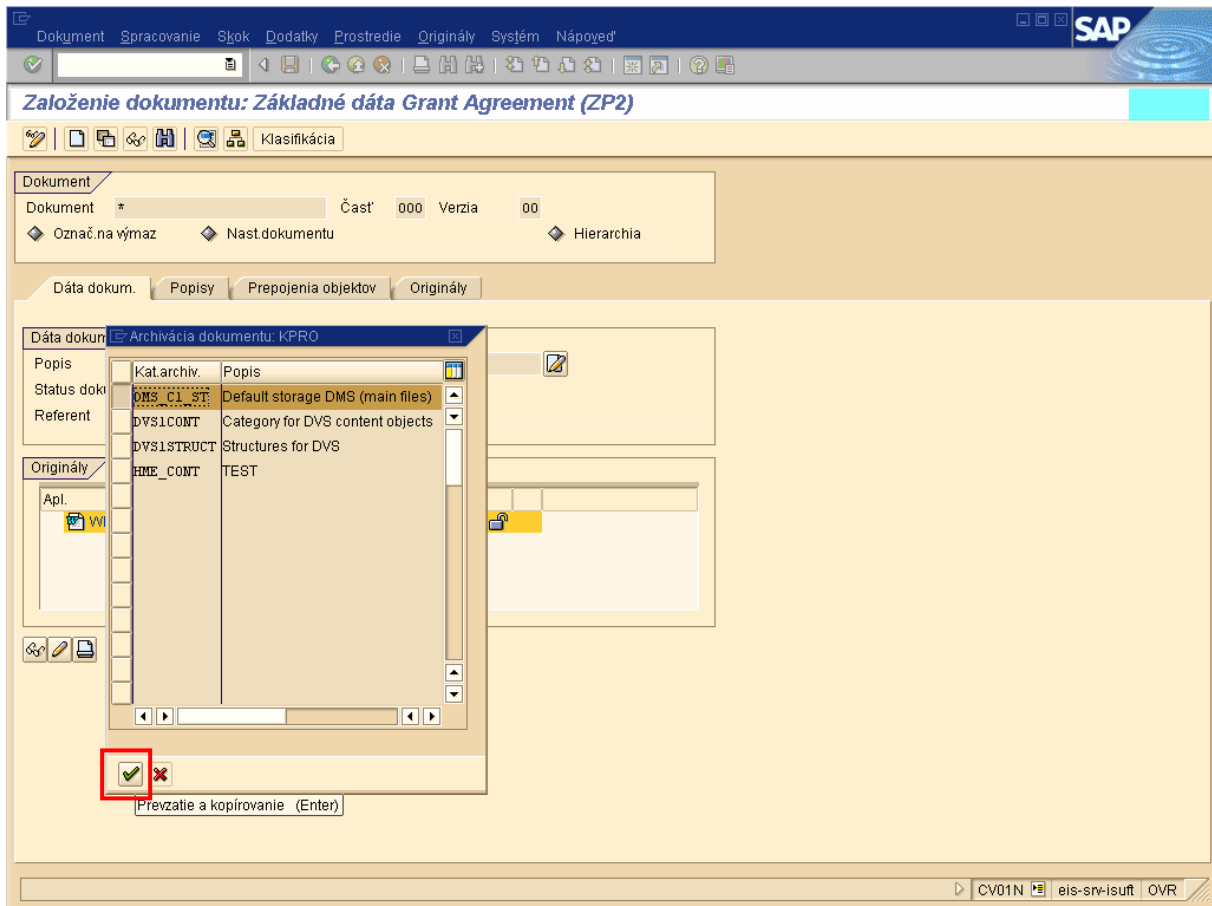 Dokument Spracovanie Skok Dodatky Prostredie Originály Systém Nápoveď
SAP
Založenie dokumentu: Základné dáta Grant Agreement (ZP2)
Klasifikácia
Dokument
Dokument * Časť 000 Verzia 00
Označ.na výmaz Nast.dokumentu Hierarchia
Dáta dokum. Popisy Prepojenia objektov Originály
Dáta dokum
Archivácia dokumentu: KPRO
Popis
Status doku
Referent
Kat.archiv. Popis
DMS_C1_ST Default storage DMS (main files)
DVS1CONT Category for DVS content objects
DVS1STRUCT Structures for DVS
HME_CONT TEST
Originály
Apl.
Prevzatie a kopírovanie (Enter)
CV01N eis-srv-isuft OVR